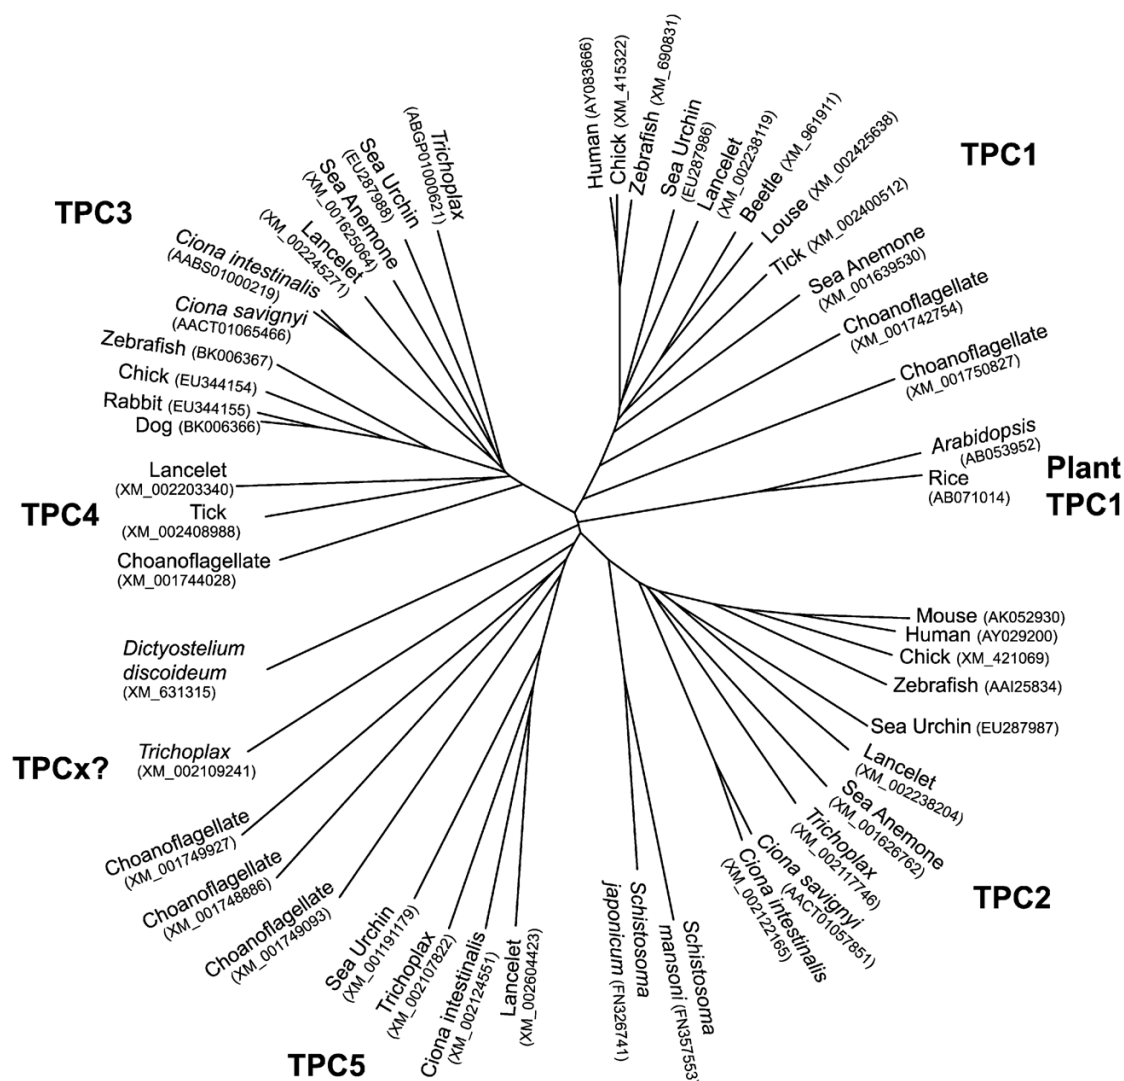 TPC1
Human (AY083666)
Chick (XM_415322)
Zebrafish (XM_690831)
Sea Urchin
(EU287986)
Lancelet
(XM_002238119)
Beetle (XM_961911)
Louse (XM_002425638)
Tick (XM_002400512)
Sea Anemone
(XM_001639530)
Choanoflagellate
(XM_001742754)
Choanoflagellate
(XM_001750827)
Plant
TPC1
Arabidopsis
(AB053952)
Rice
(AB071014)
Mouse (AK052930)
Human (AY029200)
Chick (XM_421069)
Zebrafish (AAI25834)
Sea Urchin (EU287987)
Lancelet
(XM_002238204)
Sea Anemone
(XM_001626762)
Trichoplax
(XM_002117746)
Ciona savignyi
(AACT01057851)
Ciona intestinalis
(XM_002122165)
TPC2
Schistosoma
mansoni (FN357553
Schistosoma
japonicum (FN326741)
Lancelet
(XM_002604423)
Ciona intestinalis
(XM_002124551)
Trichoplax
(XM_002107822)
Sea Urchin
(XM_001191179)
TPC5
Choanoflagellate
(XM_001749093)
Choanoflagellate
(XM_001748886)
Choanoflagellate
(XM_001749927)
TPCx?
Trichoplax
(XM_002109241)
Dictyostelium
discoideum
(XM_631315)
TPC4
Choanoflagellate
(XM_001744028)
Tick
(XM_002408988)
Lancelet
(XM_002203340)
TPC3
Dog (BK006366)
Rabbit (EU344155)
Chick (EU344154)
Zebrafish (BK006367)
Ciona savignyi
(AACT01065466)
Ciona intestinalis
(AABS01000219)
Lancelet
(XM_002245271)
Sea Anemone
(XM_001625064)
Sea Urchin
(EU287988)
Trichoplax
(ABGP01000621)